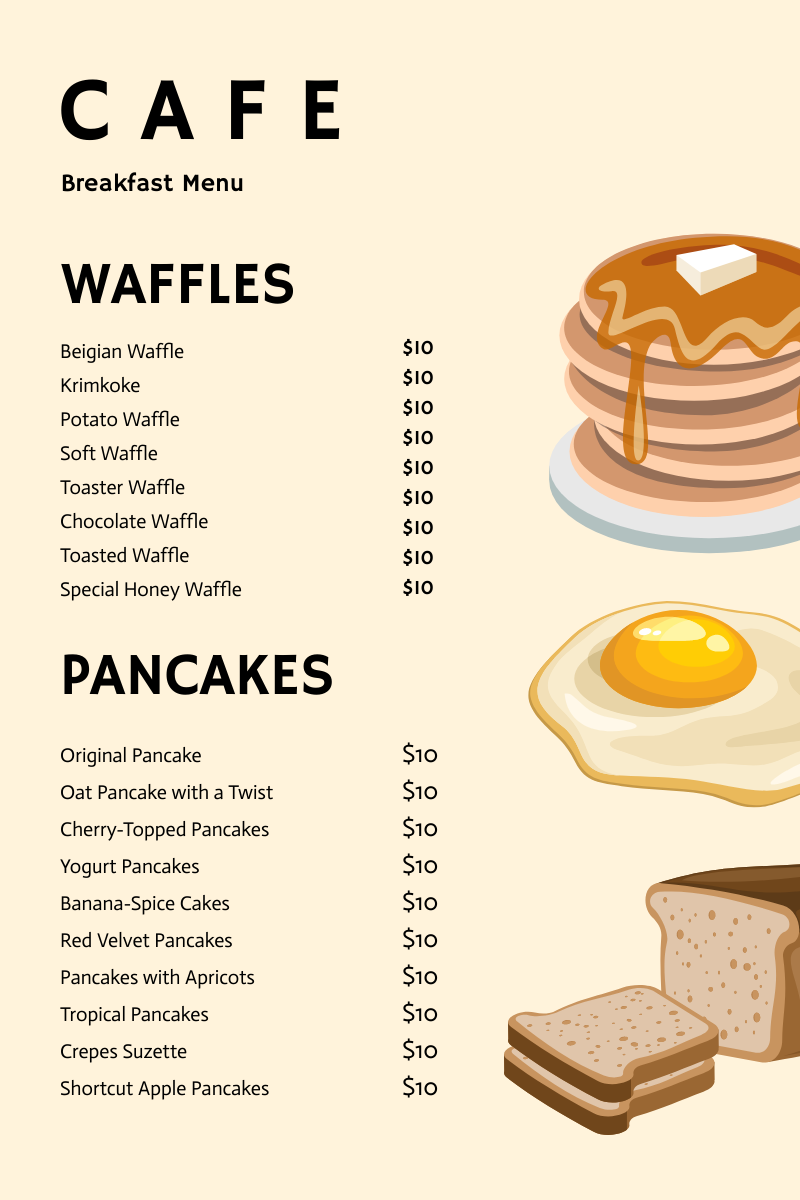 C A F E
Breakfast Menu
WAFFLES
Beigian Waffle $10
Krimkoke $10
Potato Waffle $10
Soft Waffle $10
Toaster Waffle $10
Chocolate Waffle $10
Toasted Waffle $10
Special Honey Waffle $10
$10
PANCAKES
Original Pancake $10
Oat Pancake with a Twist $10
Cherry-Topped Pancakes $10
Yogurt Pancakes $10
Banana-Spice Cakes $10
Red Velvet Pancakes $10
Pancakes with Apricots $10
Tropical Pancakes $10
Crepes Suzette $10
Shortcut Apple Pancakes $10